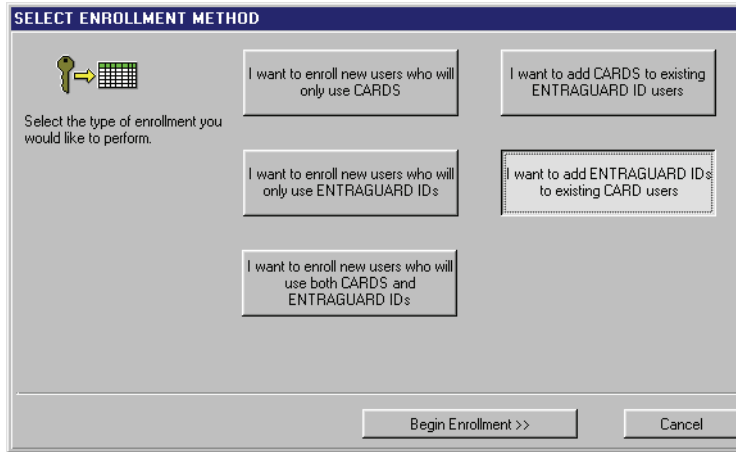 SELECT ENROLLMENT METHOD
Select the type of enrollment you
would like to perform.
I want to enroll new users who will
only use CARDS
I want to add CARDS to existing
ENTRAGUARD ID users
I want to enroll new users who will
only use ENTRAGUARD IDs
I want to add ENTRAGUARD IDs
to existing CARD users
I want to enroll new users who will
use both CARDS and
ENTRAGUARD IDs
Begin Enrollment >>
Cancel